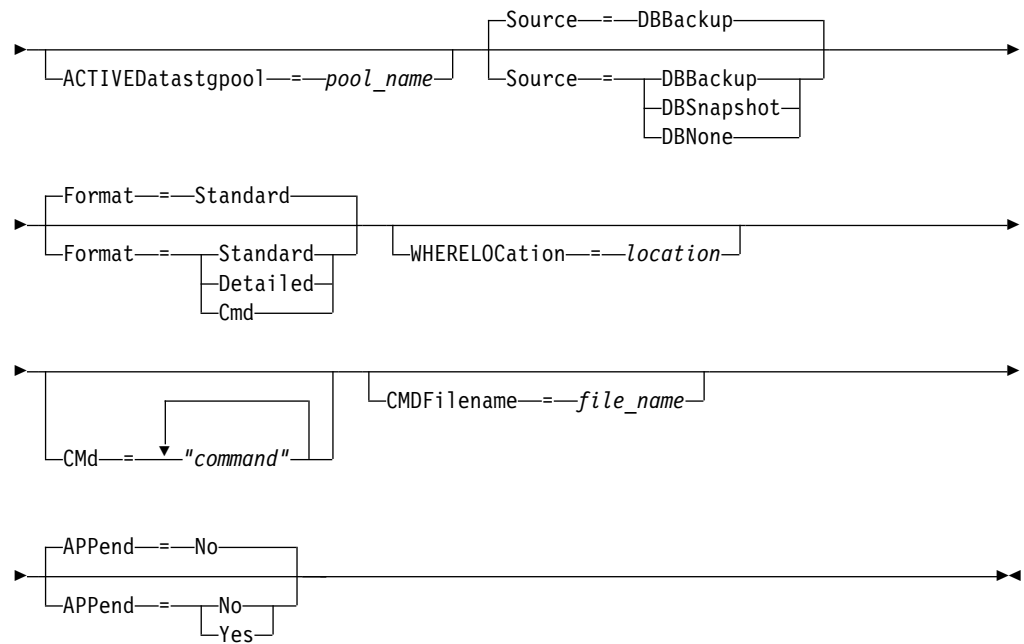 Source = DBBackup
ACTIVEDatastgpool = pool_name Source = DBBackup
DBSnapshot
DBNone
Format = Standard
Format = Standard WHERELOCation = location
Detailed
Cmd
CMDFilename = file_name
CMd = "command"
APPend = No
APPend = No
Yes